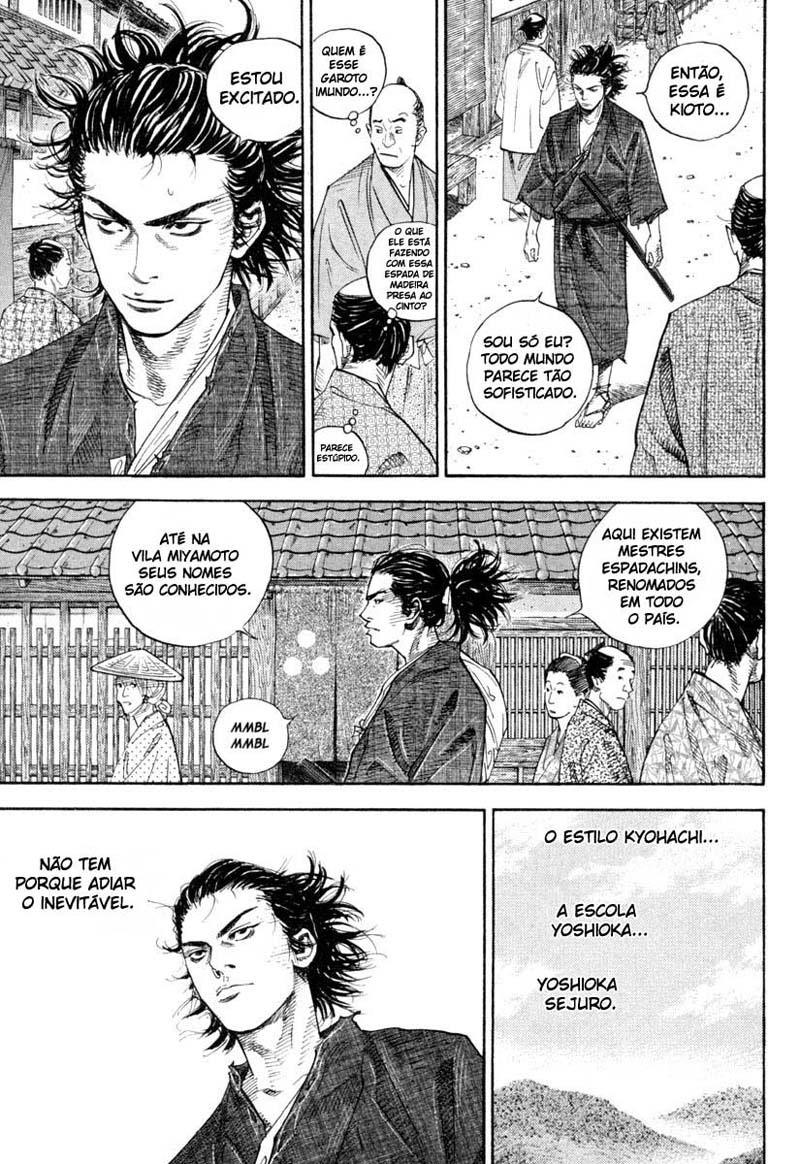 ENTÃO,
ESSA É
KIOTO...
SOU SÓ EU?
TODO MUNDO
PARECE TÃO
SOFISTICADO.
QUEM É
ESSE
GAROTO
IMUNDO...?
O QUE
ELE ESTÁ
FAZENDO
COM ESSA
ESPADA DE
MADEIRA
PRESA AO
CINTO?
PARECE
ESTÚPIDO.
ESTOU
EXCITADO.
AQUI EXISTEM
MESTRES
ESPADACHINS,
RENOMADOS
EM TODO
O PAÍS.
ATÉ NA
VILA MIYAMOTO
SEUS NOMES
SÃO CONHECIDOS.
MMBL
MMBL
O ESTILO KYOHACHI...
A ESCOLA
YOSHIOKA...
YOSHIOKA
SEJURO.
NÃO TEM
PORQUE ADIAR
O INEVITÁVEL.